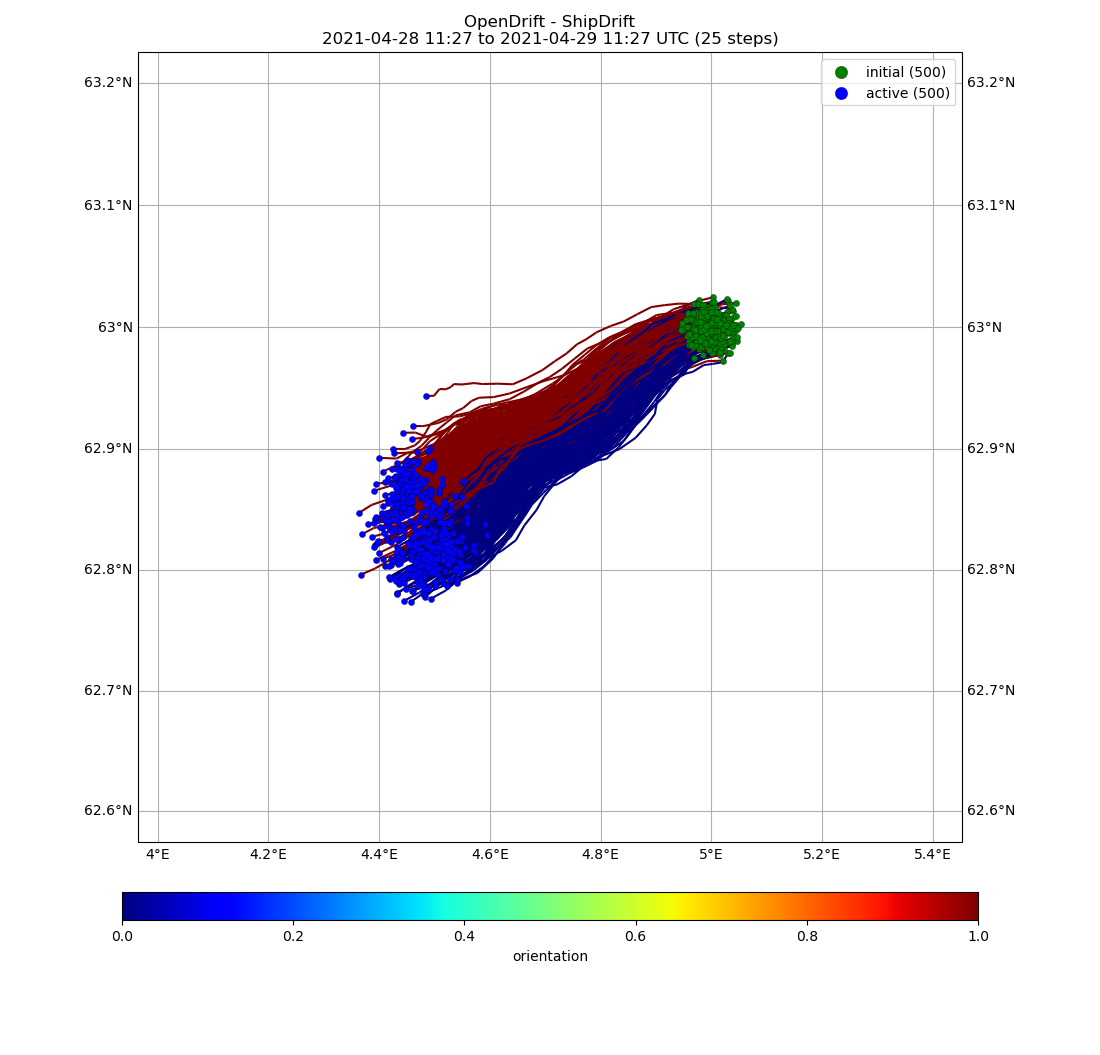 OpenDrift - ShipDrift
2021-04-28 11:27 to 2021-04-29 11:27 UTC (25 steps)
initial (500)
active (500)
63.2°N 63.2°N
63.1°N 63.1°N
63°N 63°N
62.9°N 62.9°N
62.8°N 62.8°N
62.7°N 62.7°N
62.6°N 62.6°N
4°E 4.2°E 4.4°E 4.6°E 4.8°E 5°E 5.2°E 5.4°E
0.0 0.2 0.4 0.6 0.8 1.0
orientation